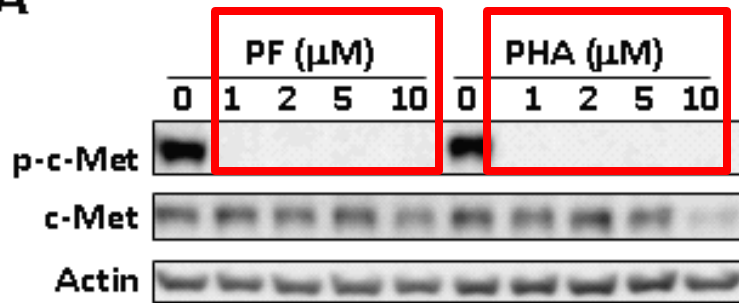 A
PF (μM) PHA (μM)
0 1 2 5 10 0 1 2 5 10
p-c-Met
c-Met
Actin